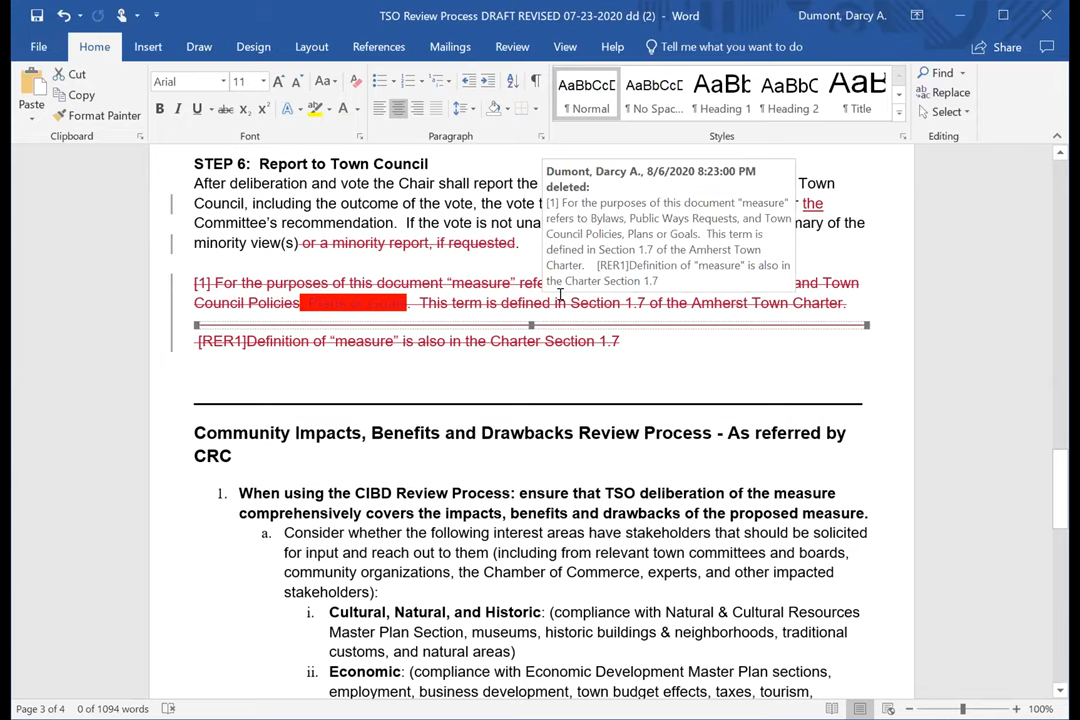 TSO Review Process DRAFT REVISED 07-23-2020 dd (2) - Word
Dumont, Darcy A.
File Home Insert Draw Design Layout References Mailings Review View Help Tell me what you want to do Share
Paste
Cut
Copy
Format Painter
Clipboard
Arial 11
Font
Paragraph
AaBbCcDc ¶ Normal
AaBbCcDc ¶ No Spac...
AaBbC ¶ Heading 1
AaBbCc ¶ Heading 2
AaB ¶ Title
Styles
Find
Replace
Select
Editing
STEP 6: Report to Town Council
After deliberation and vote the Chair shall report the
Town
Council, including the outcome of the vote, the vote
the
Committee’s recommendation. If the vote is not
mary of the
minority view(s) or a minority report, if requested.
Dumont, Darcy A., 8/6/2020 8:23:00 PM
deleted:
[1] For the purposes of this document “measure”
refers to Bylaws, Public Ways Requests, and Town
Council Policies, Plans or Goals. This term is
defined in Section 1.7 of the Amherst Town
Charter. [RER1]Definition of “measure” is also in
the Charter Section 1.7
[1] For the purposes of this document “measure” refe
and Town
Council Policies, Plans or Goals. This term is defined in Section 1.7 of the Amherst Town Charter.
[RER1]Definition of “measure” is also in the Charter Section 1.7
Community Impacts, Benefits and Drawbacks Review Process - As referred by
CRC
1. When using the CIBD Review Process: ensure that TSO deliberation of the measure
comprehensively covers the impacts, benefits and drawbacks of the proposed measure.
a. Consider whether the following interest areas have stakeholders that should be solicited
for input and reach out to them (including from relevant town committees and boards,
community organizations, the Chamber of Commerce, experts, and other impacted
stakeholders):
i. Cultural, Natural, and Historic: (compliance with Natural & Cultural Resources
Master Plan Section, museums, historic buildings & neighborhoods, traditional
customs, and natural areas)
ii. Economic: (compliance with Economic Development Master Plan sections,
employment, business development, town budget effects, taxes, tourism,
Page 3 of 4 0 of 1094 words
100%